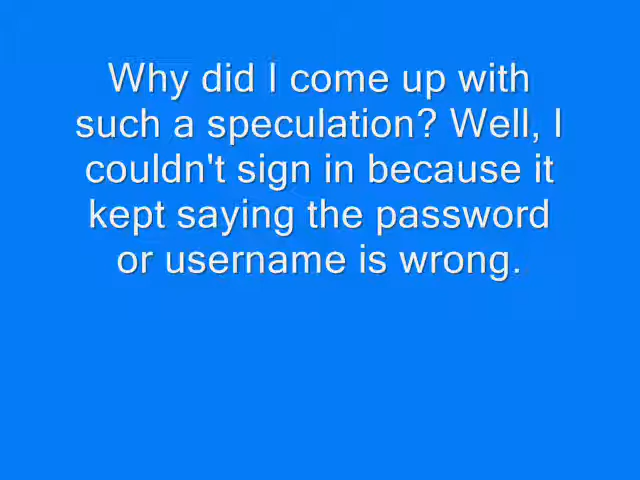 Why did I come up with
such a speculation? Well, I
couldn't sign in because it
kept saying the password
or username is wrong.